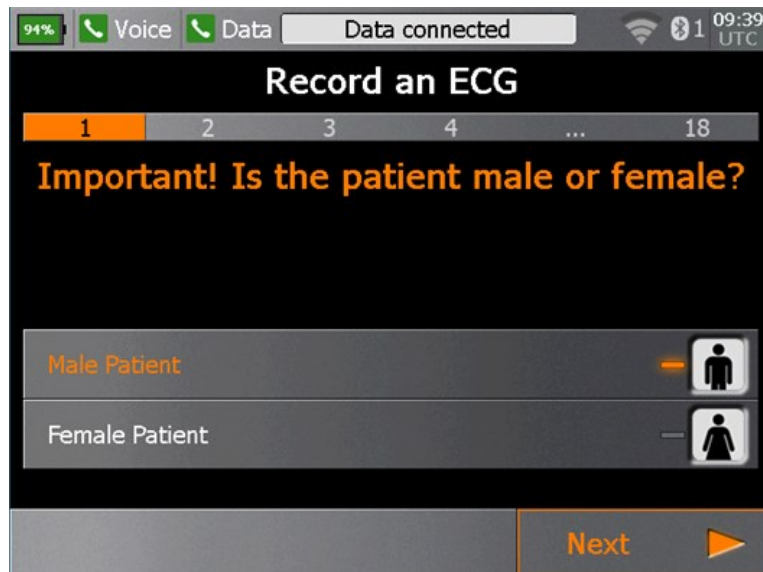 94% Voice Data Data connected 1 09:39
UTC
Record an ECG
1 2 3 4 ... 18
Important! Is the patient male or female?
Male Patient
Female Patient
Next